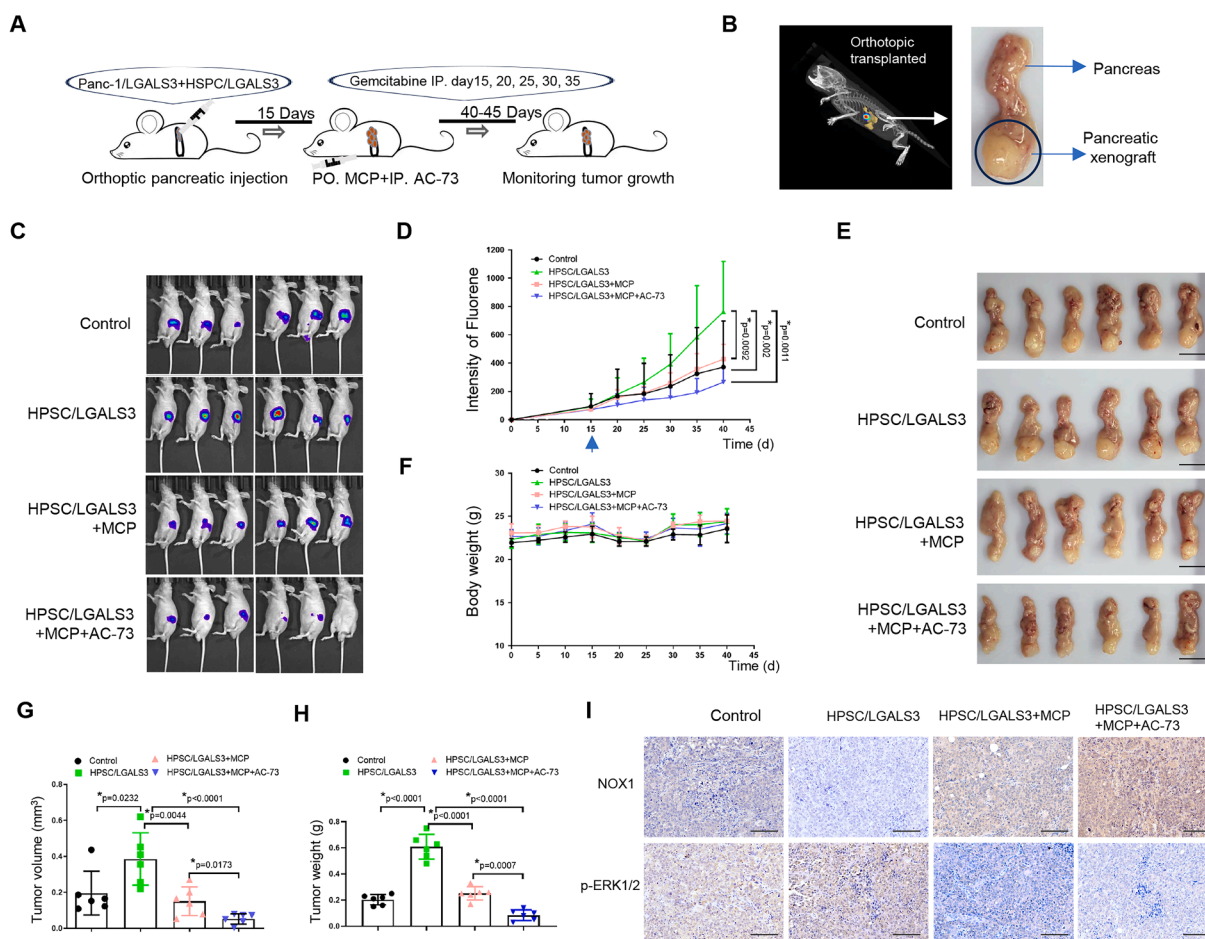 A
Panc-1/LGALS3+HSPC/LGALS3
Gemcitabine IP. day15, 20, 25, 30, 35
15 Days
40-45 Days
Orthoptic pancreatic injection
PO. MCP+IP. AC-73
Monitoring tumor growth
B
Orthotopic
transplanted
Pancreas
Pancreatic
xenograft
C
Control
HPSC/LGALS3
HPSC/LGALS3
+MCP
HPSC/LGALS3
+MCP+AC-73
D
Control
HPSC/LGALS3
HPSC/LGALS3+MCP
HPSC/LGALS3+MCP+AC-73
Intensity of Fluorene
1200
1000
800
600
400
200
0
0 5 10 15 20 25 30 35 40 45
Time (d)
*p=0.0092
*p=0.002
*p=0.0011
E
Control
HPSC/LGALS3
HPSC/LGALS3
+MCP
HPSC/LGALS3
+MCP+AC-73
F
Control
HPSC/LGALS3
HPSC/LGALS3+MCP
HPSC/LGALS3+MCP+AC-73
Body weight (g)
30
25
20
15
10
0 5 10 15 20 25 30 35 40 45
Time (d)
G
Control
HPSC/LGALS3
HPSC/LGALS3+MCP
HPSC/LGALS3+MCP+AC-73
Tumor volume (mm³)
0.8
0.6
0.4
0.2
0.0
*p=0.0232
*p<0.0001
*p=0.0044
*p=0.0173
H
Control
HPSC/LGALS3
HPSC/LGALS3+MCP
HPSC/LGALS3+MCP+AC-73
Tumor weight (g)
0.8
0.6
0.4
0.2
0.0
*p<0.0001
*p<0.0001
*p<0.0001
*p=0.0007
I
Control
HPSC/LGALS3
HPSC/LGALS3+MCP
HPSC/LGALS3
+MCP+AC-73
NOX1
p-ERK1/2